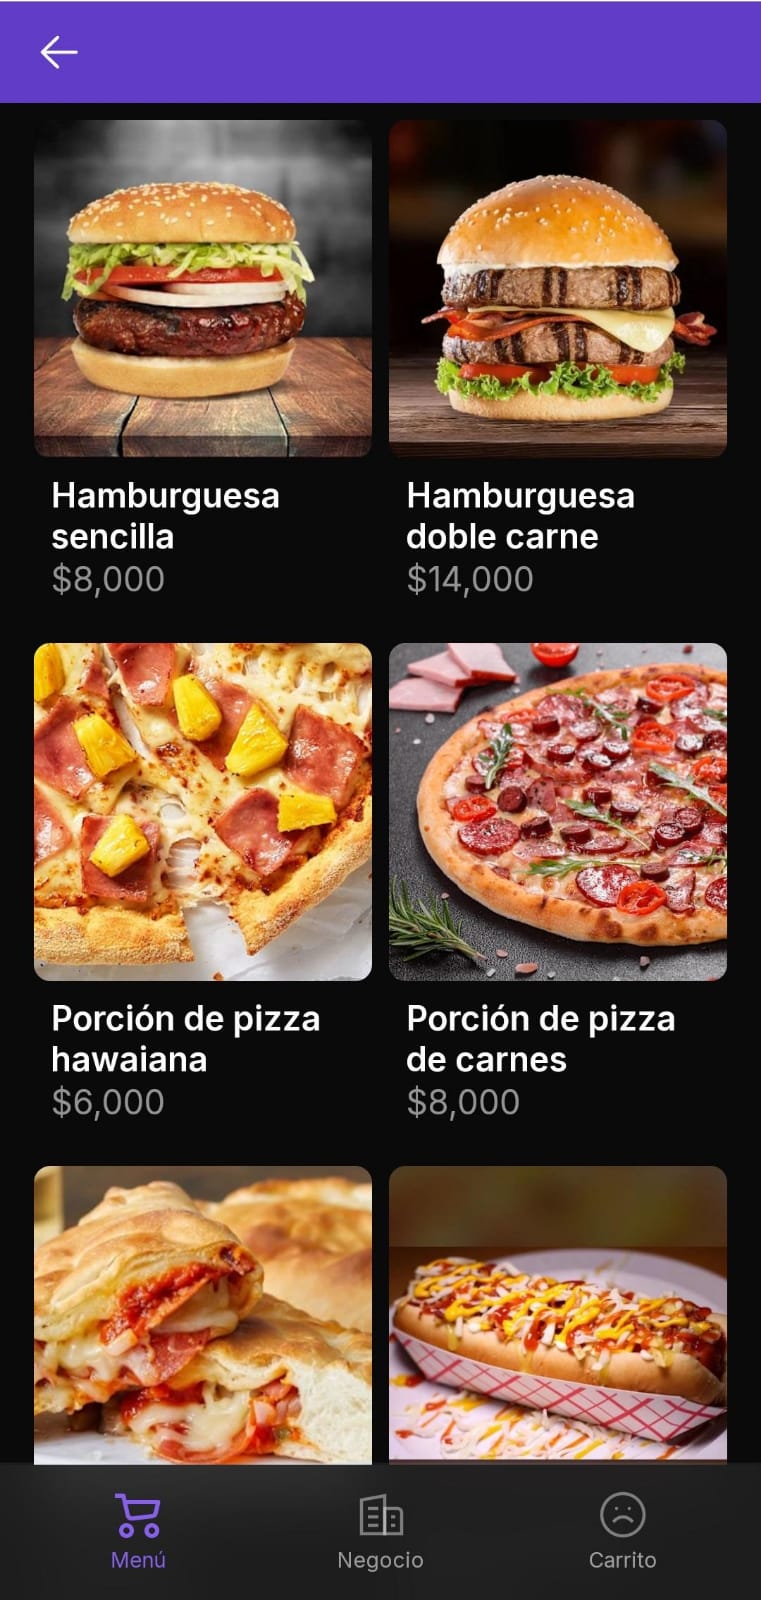 Hamburguesa
sencilla
$8,000
Hamburguesa
doble carne
$14,000
Porción de pizza
hawaiana
$6,000
Porción de pizza
de carnes
$8,000
Menú
Negocio
Carrito